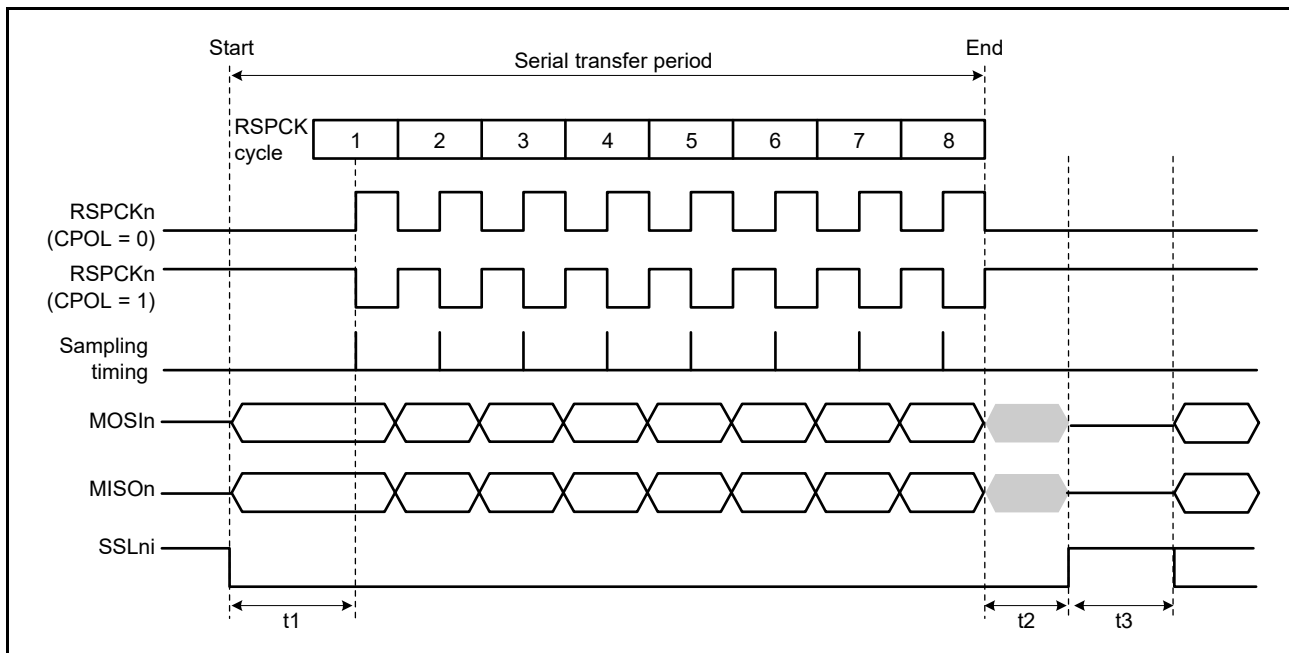 Start
End
Serial transfer period
RSPCK
cycle
1 2 3 4 5 6 7 8
RSPCKn
(CPOL = 0)
RSPCKn
(CPOL = 1)
Sampling
timing
MOSIn
MISOn
SSLni
t1
t2
t3